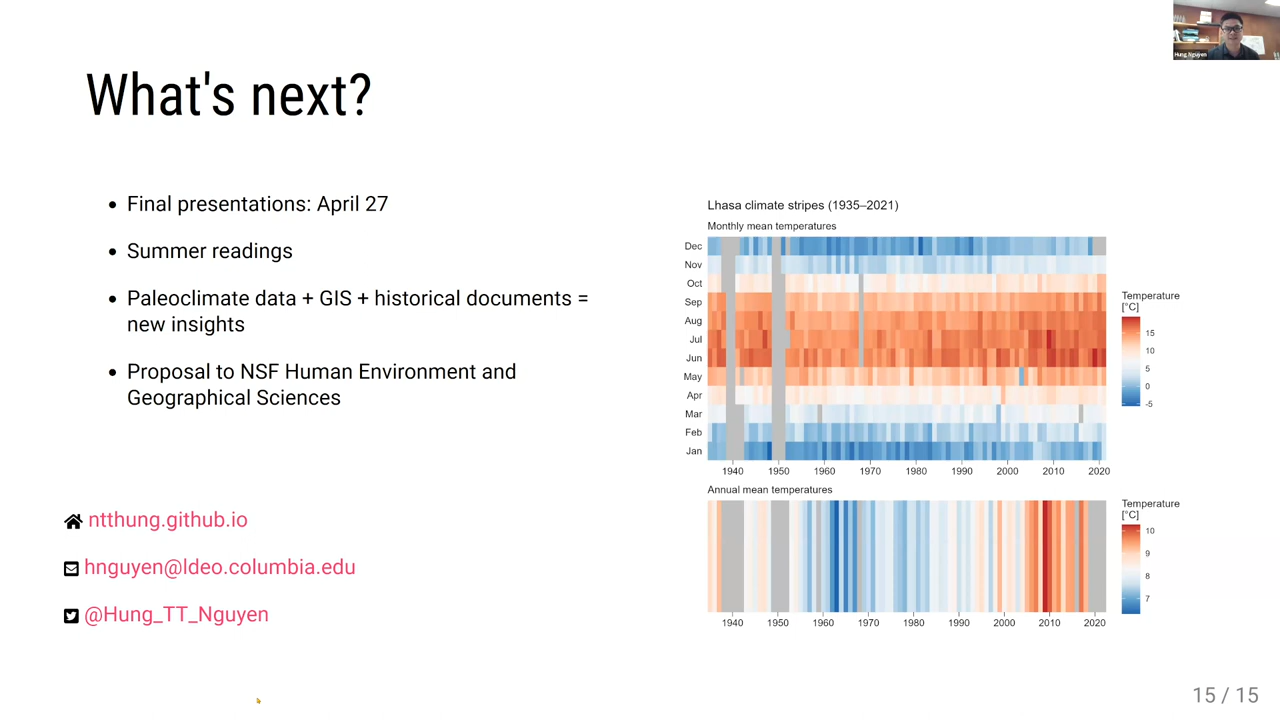 What's next?
Final presentations: April 27
Summer readings
Paleoclimate data + GIS + historical documents =
new insights
Proposal to NSF Human Environment and
Geographical Sciences
ntthung.github.io
hnguyen@ldeo.columbia.edu
@Hung_TT_Nguyen
Hung Nguyen
Lhasa climate stripes (1935–2021)
Monthly mean temperatures
Dec
Nov
Oct
Sep
Aug
Jul
Jun
May
Apr
Mar
Feb
Jan
1940 1950 1960 1970 1980 1990 2000 2010 2020
Temperature
[°C]
15
10
5
0
-5
Annual mean temperatures
1940 1950 1960 1970 1980 1990 2000 2010 2020
Temperature
[°C]
10
9
8
7
15 / 15